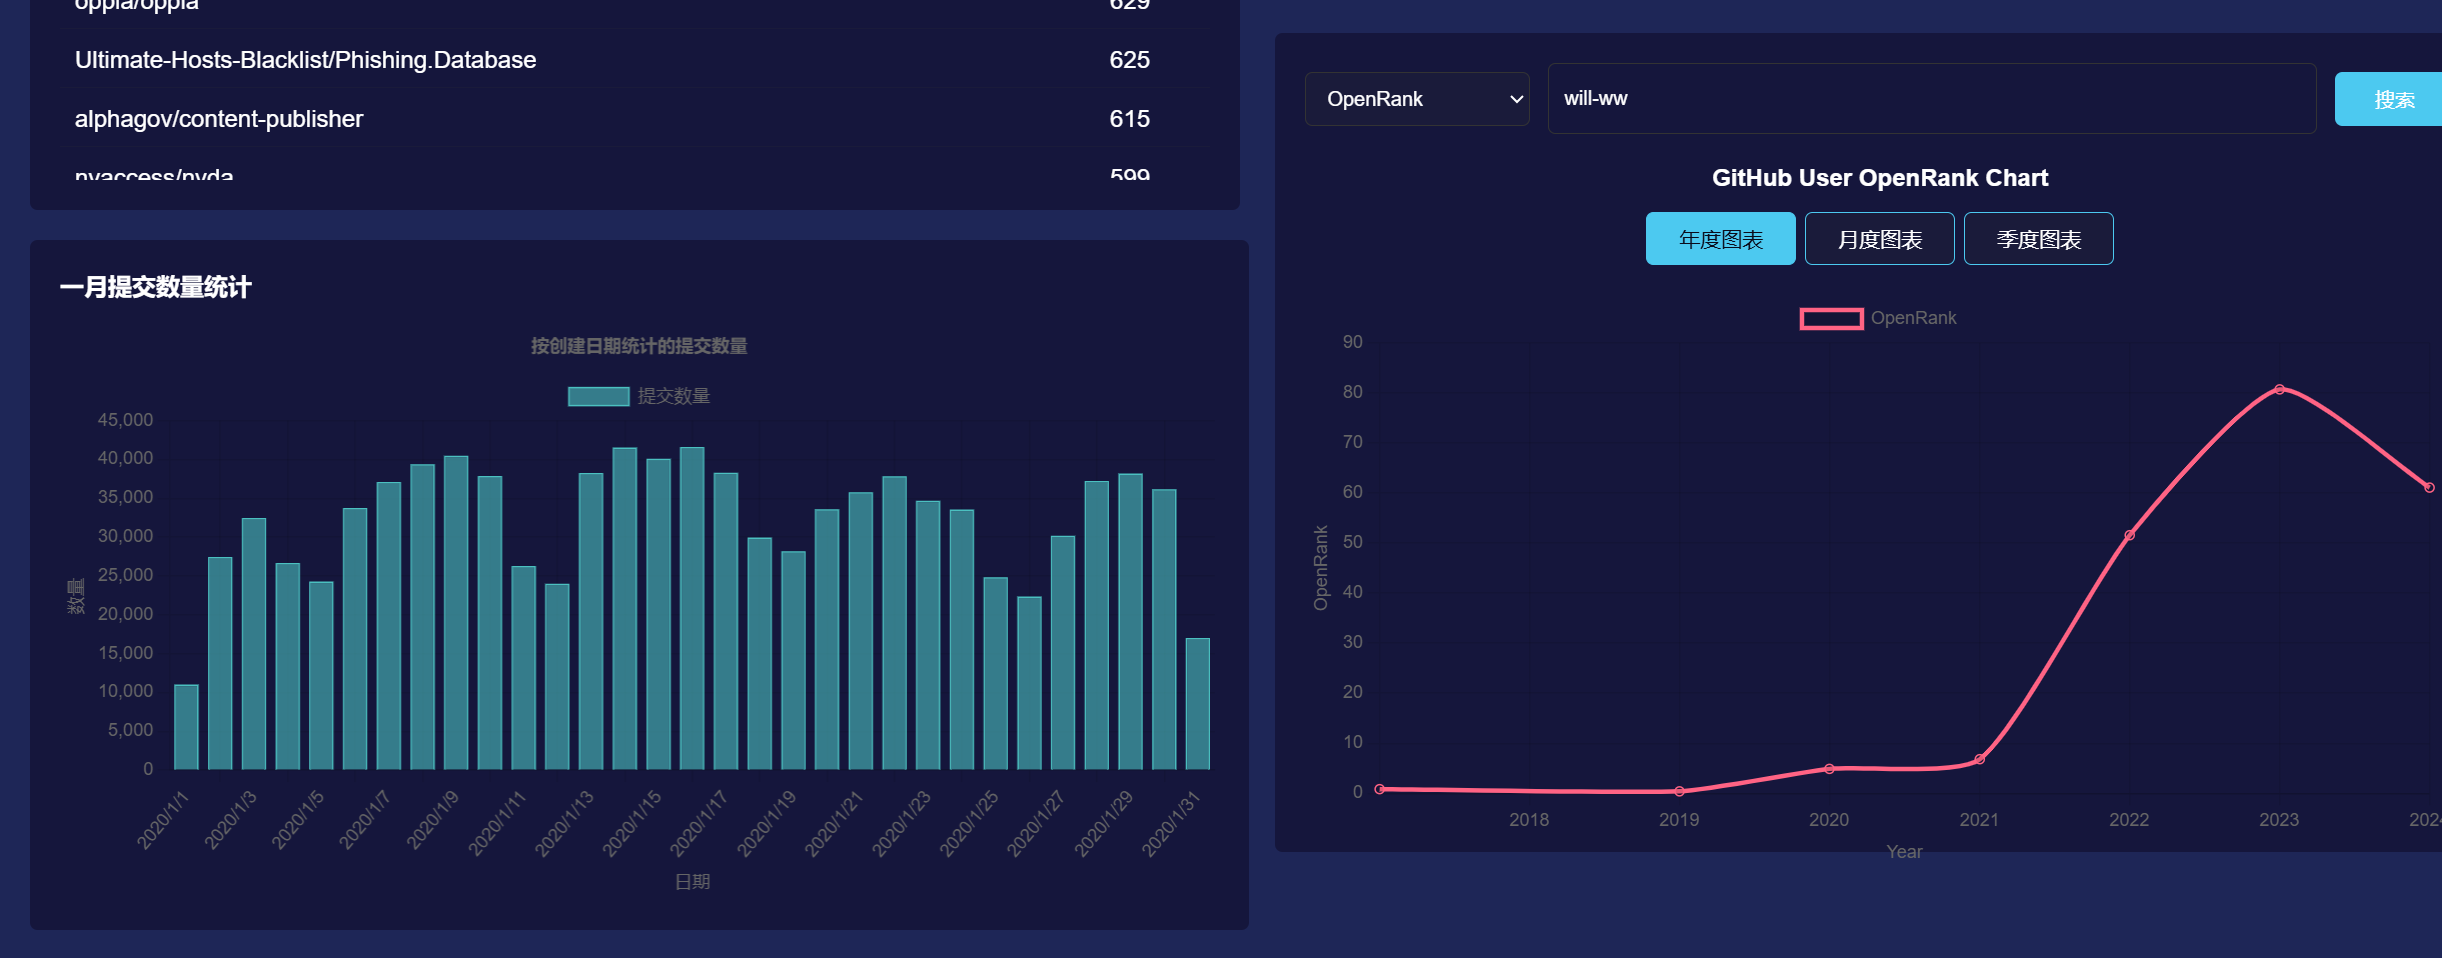 oppia/oppia 629
Ultimate-Hosts-Blacklist/Phishing.Database 625
alphagov/content-publisher 615
nvaccess/nvda 599
一月提交数量统计
按创建日期统计的提交数量
提交数量
45,000
40,000
35,000
30,000
25,000
20,000
15,000
10,000
5,000
0
数量
2020/1/1 2020/1/3 2020/1/5 2020/1/7 2020/1/9 2020/1/11 2020/1/13 2020/1/15 2020/1/17 2020/1/19 2020/1/21 2020/1/23 2020/1/25 2020/1/27 2020/1/29 2020/1/31
日期
OpenRank will-ww 搜索
GitHub User OpenRank Chart
年度图表 月度图表 季度图表
OpenRank
90
80
70
60
50
40
30
20
10
0
OpenRank
2018 2019 2020 2021 2022 2023 2024
Year